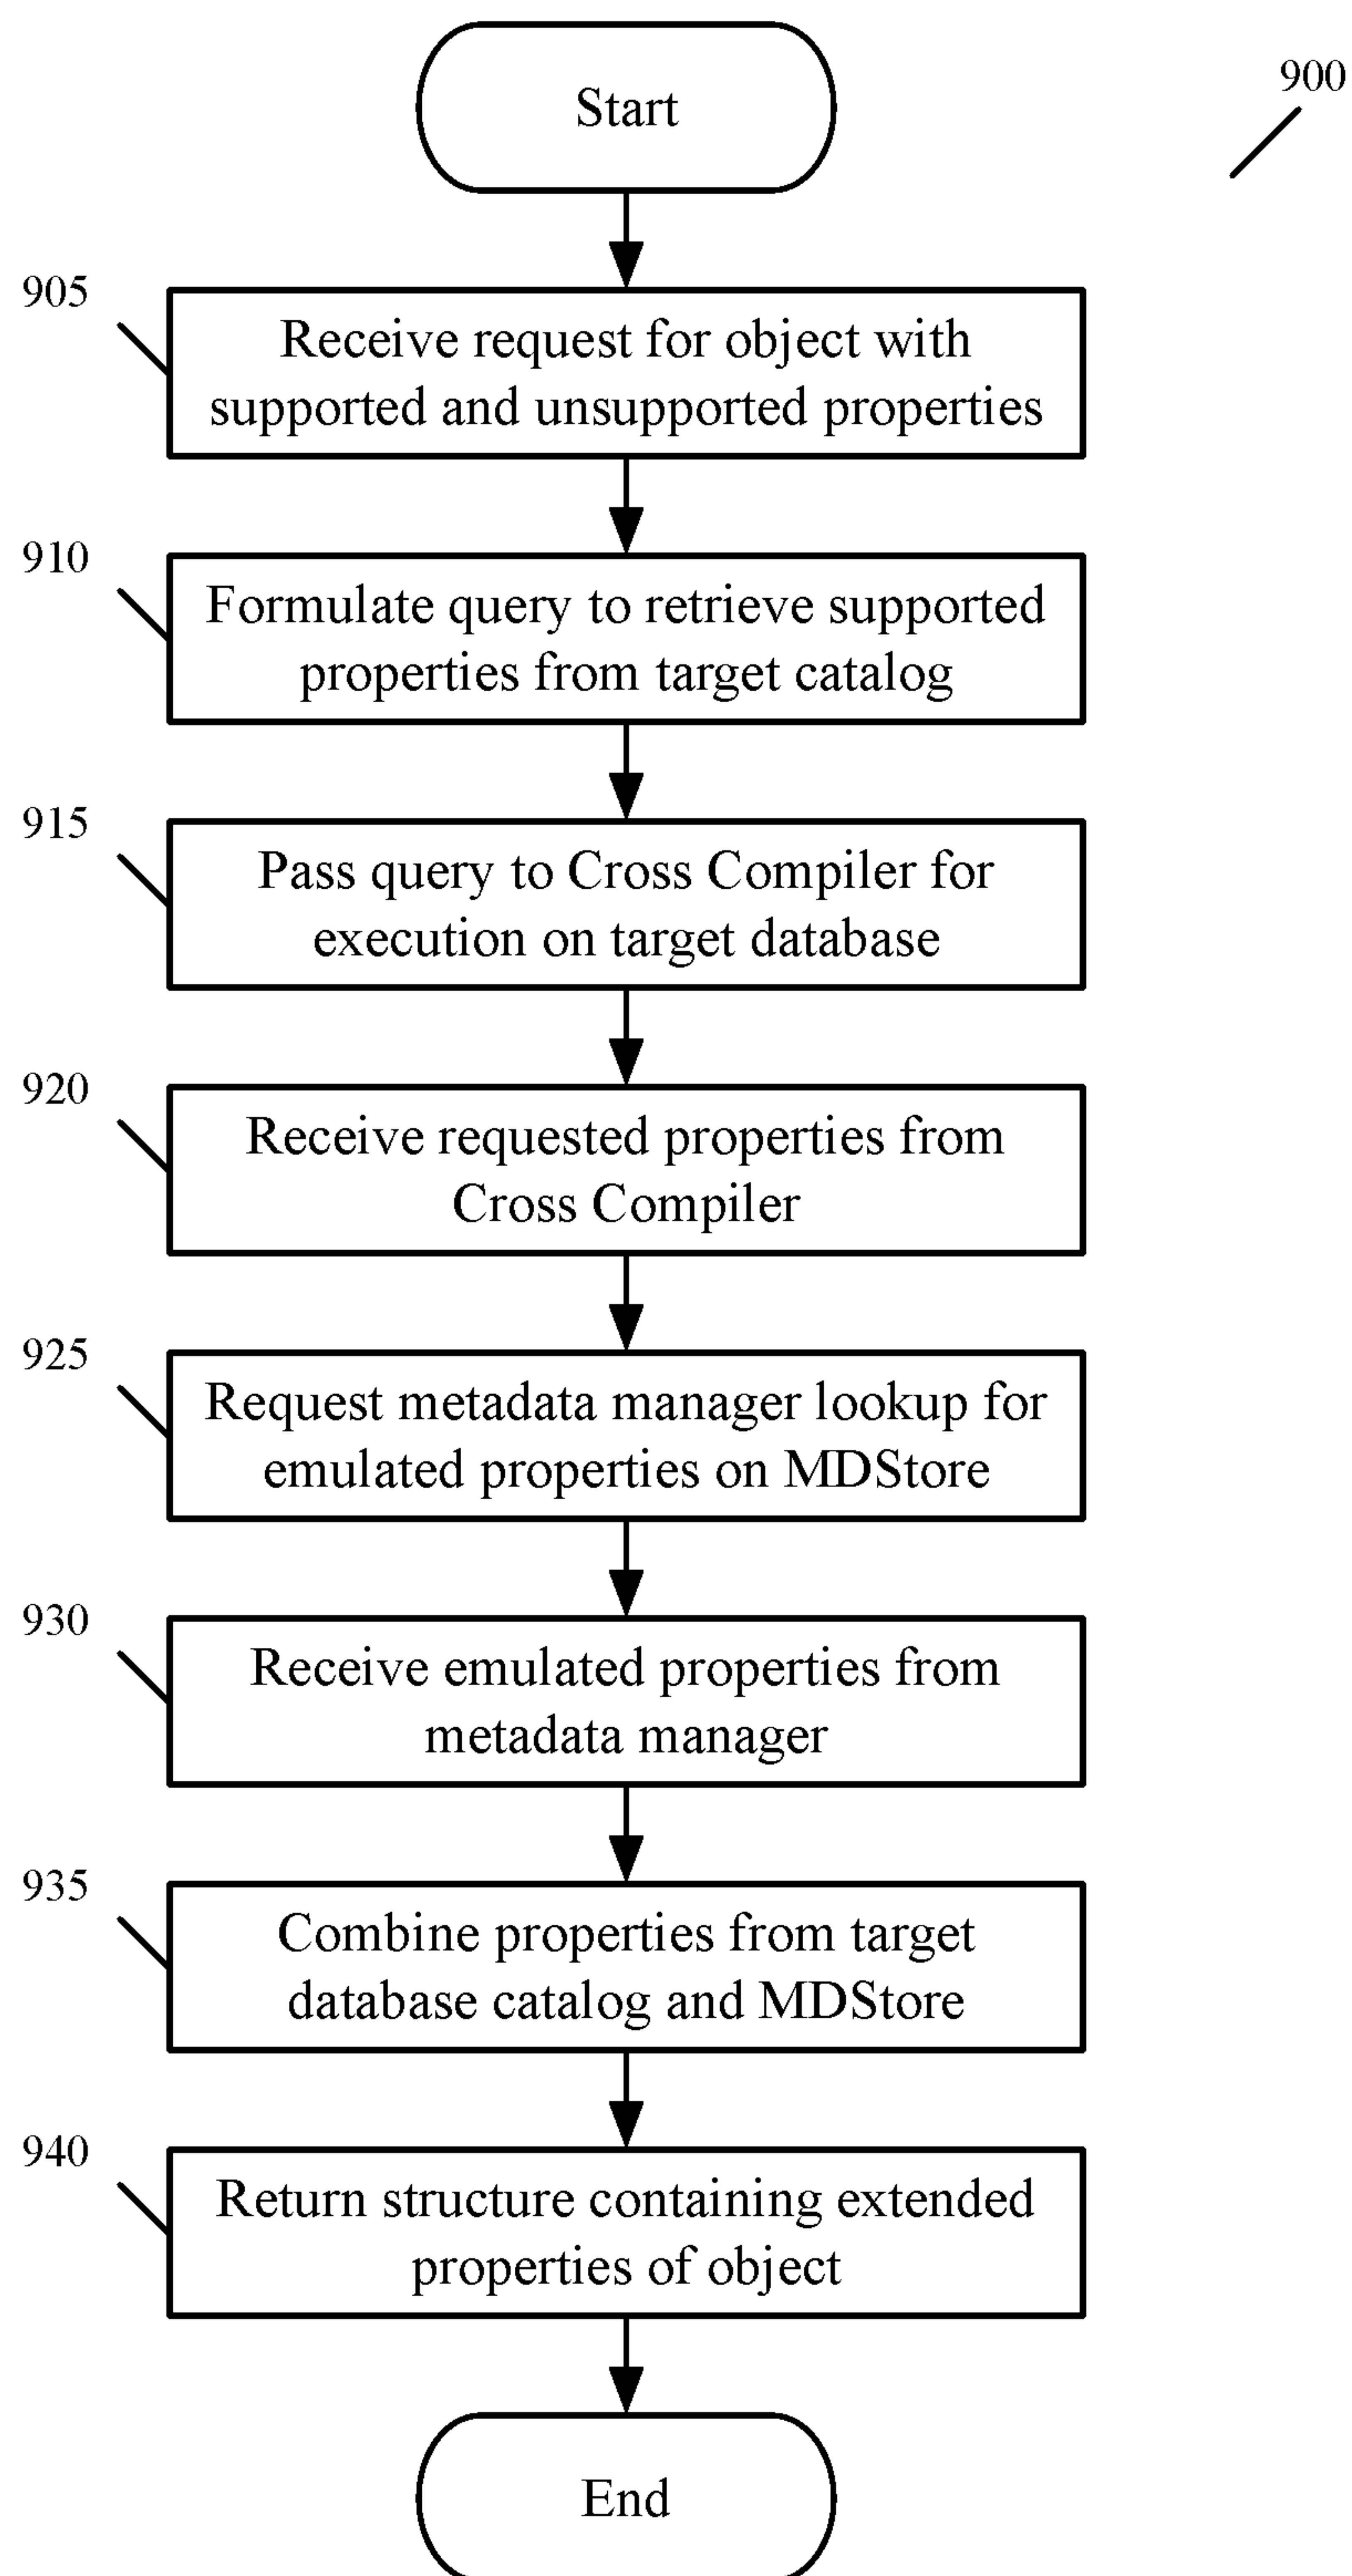 Start
900
905
Receive request for object with
supported and unsupported properties
910
Formulate query to retrieve supported
properties from target catalog
915
Pass query to Cross Compiler for
execution on target database
920
Receive requested properties from
Cross Compiler
925
Request metadata manager lookup for
emulated properties on MDStore
930
Receive emulated properties from
metadata manager
935
Combine properties from target
database catalog and MDStore
940
Return structure containing extended
properties of object
End